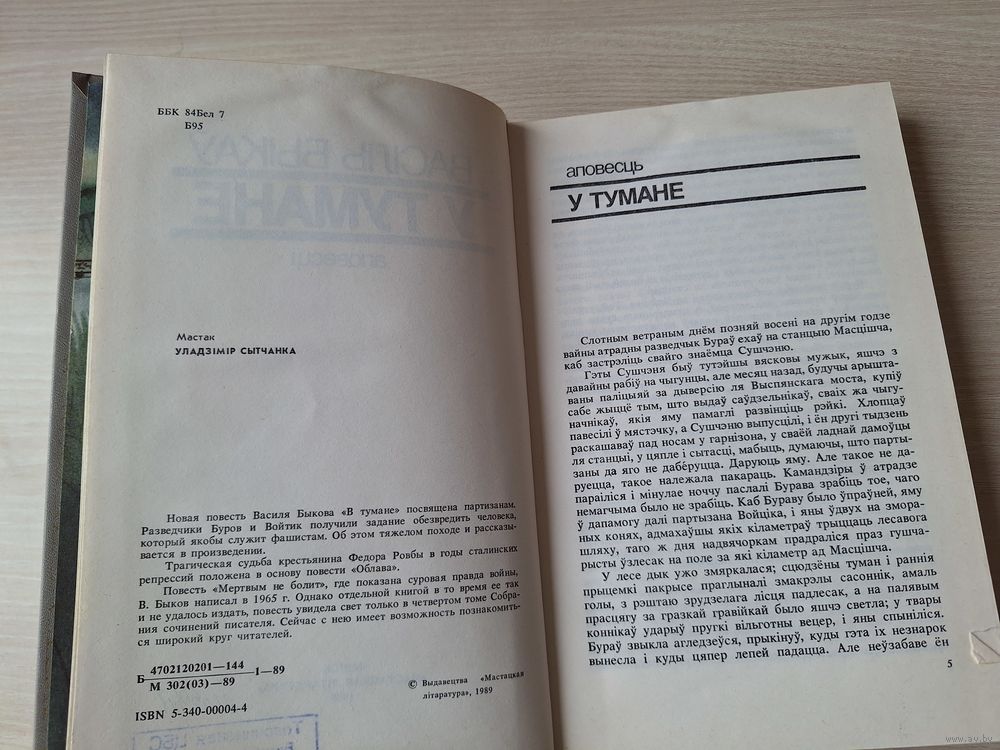 ББК 84Бел 7
Б95
Мастак
УЛАДЗІМІР СЫТЧАНКА
Новая повесть Василя Быкова «В тумане» посвящена партизанам.
Разведчики Буров и Войтик получили задание обезвредить человека,
который якобы служит фашистам. Об этом тяжелом походе и рассказы-
вается в произведении.
Трагическая судьба крестьянина Федора Ровбы в годы сталинских
репрессий положена в основу повести «Облава».
Повесть «Мертвым не болит», где показана суровая правда войны,
В. Быков написал в 1965 г. Однако отдельной книгой в то время ее так
и не удалось издать, повесть увидела свет только в четвертом томе Собра-
ния сочинений писателя. Сейчас с нею имеет возможность познакомить-
ся широкий круг читателей.
Б 4702120201—144
М 302(03)—89
1—89
© Выдавецтва «Мастацкая
літаратура», 1989
ISBN 5-340-00004-4
ЦБС
аповесць
У ТУМАНЕ
Слотным ветраным днём позняй восені на другім годзе
вайны атрадны разведчык Бураў ехаў на станцыю Масцішча,
каб застрэліць свайго знаёмца Сушчэню.
Гэты Сушчэня быў тутэйшы вясковы мужык, яшчэ з
давайны рабіў на чыгунцы, але месяц назад, будучы арышта-
ваны паліцыяй за дыверсію ля Выспянскага моста, купіў
сабе жыццё тым, што выдаў саўдзельнікаў, сваіх жа чыгу-
начнікаў, якія яму памаглі развінціць рэйкі. Хлопцаў
павесілі ў мястэчку, а Сушчэню выпусцілі, і ён другі тыдзень
раскашаваў пад носам у гарнізона, у сваёй ладнай дамоўцы
ля станцыі, у цяпле і сытасці, мабыць, думаючы, што парты-
заны да яго не дабёруцца. Даруюць яму. Але такое не да-
руецца, такое належала пакараць. Камандзіры ў атрадзе
параіліся і мінулае ноччу паслалі Бурава зрабіць тое, чаго
немагчыма было не зрабіць. Каб Бураву было ўпраўней, яму
ў дапамогу далі партызана Войціка, і яны ўдвух на змора-
ных конях, адмахаўшы якіх кіламетраў трыццаць лесавога
шляху, таго ж дня надвячоркам прадраліся праз гушча-
рысты ўзлесак на поле за які кіламетр ад Масцішча.
У лесе дык ужо змяркалася; сцюдзёны туман і раннія
прыцемкі пакрысе праглыналі змакрэлы сасоннік, амаль
голы, з рэштаю зрудзелага лісця падлесак, а на палявым
прасцягу за гразкай гравійкай было яшчэ светла; у твары
коннікаў ударыў пругкі вільготны вецер, і яны спыніліся.
Бураў звыкла агледзеўся, прыкінуў, куды гэта іх незнарок
вынесла і куды цяпер лепей падацца. Але неўзабаве ён
5
www.av.by